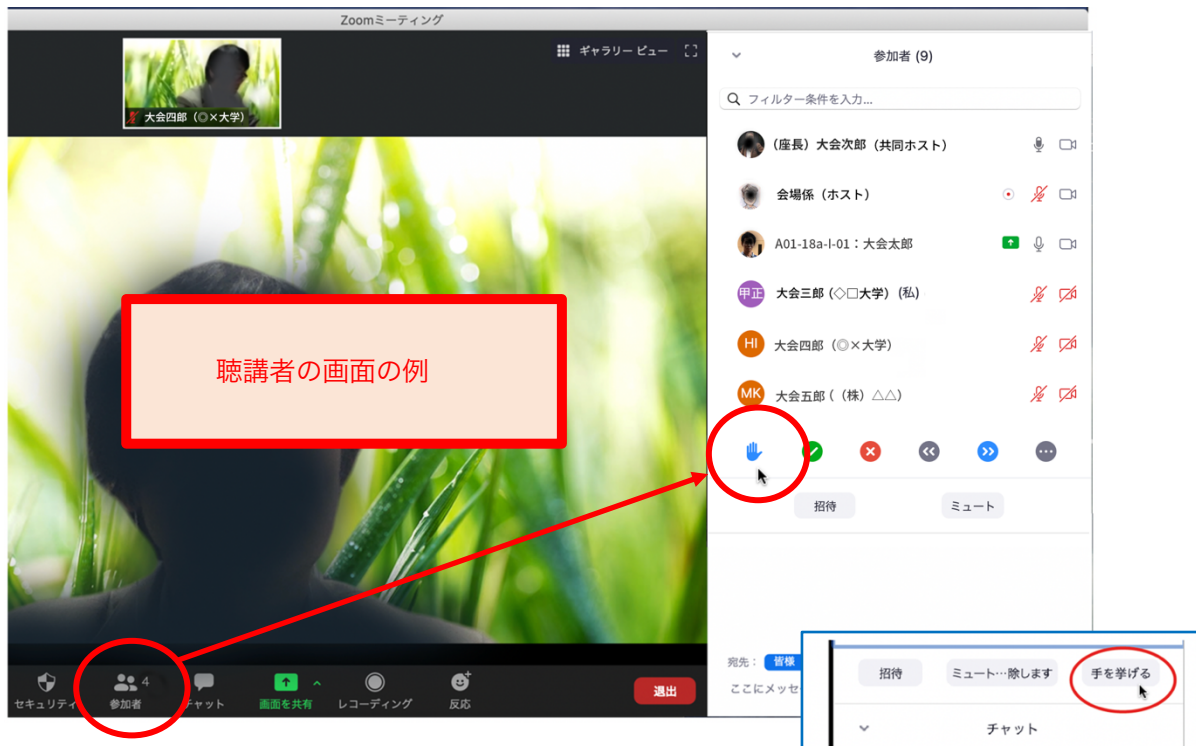 Zoomミーティング
ギャラリー ビュー
大会四郎（◎×大学）
聴講者の画面の例
セキュリティ
4
参加者
チャット
画面を共有
レコーディング
反応
退出
参加者 (9)
フィルター条件を入力...
（座長）大会次郎（共同ホスト）
会場係（ホスト）
A01-18a-I-01：大会太郎
甲正 大会三郎 (◇□大学) (私)
HI 大会四郎（◎×大学）
MK 大会五郎（（株）△△）
招待
ミュート
宛先： 皆様
ここにメッセ
招待
ミュート…除します
手を挙げる
チャット